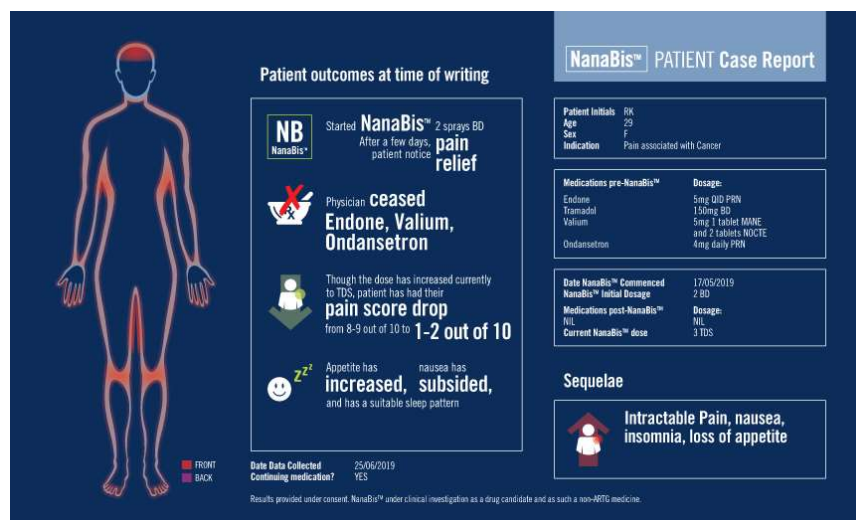 NanaBis™ PATIENT Case Report
Patient outcomes at time of writing
NB
NanaBis™
Started NanaBis™ 2 sprays BD
After a few days, pain
patient notice relief
RX
Physician ceased
Endone, Valium,
Ondansetron
Though the dose has increased currently
to TDS, patient has had their
pain score drop
from 8-9 out of 10 to 1-2 out of 10
zzz
Appetite has nausea has
increased, subsided,
and has a suitable sleep pattern
Patient Initials RK
Age 29
Sex F
Indication Pain associated with Cancer
Medications pre-NanaBis™ Dosage:
Endone 5mg QID PRN
Tramadol 150mg BD
Valium 5mg 1 tablet MANE
and 2 tablets NOCTE
Ondansetron 4mg daily PRN
Date NanaBis™ Commenced 17/05/2019
NanaBis™ Initial Dosage 2 BD
Medications post-NanaBis™ Dosage:
NIL NIL
Current NanaBis™ dose 3 TDS
Sequelae
Intractable Pain, nausea,
insomnia, loss of appetite
FRONT
BACK
Date Data Collected 25/06/2019
Continuing medication? YES
Results provided under consent. NanaBis™ under clinical investigation as a drug candidate and as such a non-ARTG medicine.